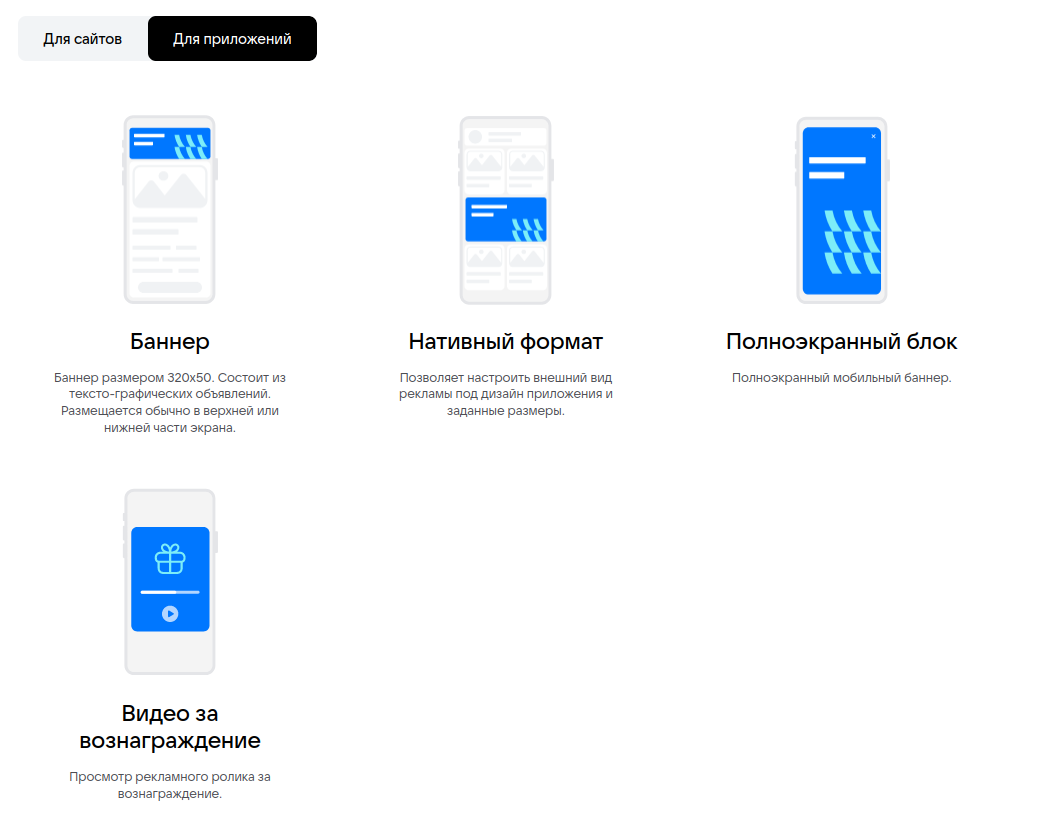 Для сайтов
Для приложений
Баннер
Баннер размером 320х50. Состоит из
тексто-графических объявлений.
Размещается обычно в верхней или
нижней части экрана.
Нативный формат
Позволяет настроить внешний вид
рекламы под дизайн приложения и
заданные размеры.
Полноэкранный блок
Полноэкранный мобильный баннер.
Видео за
вознаграждение
Просмотр рекламного ролика за
вознаграждение.